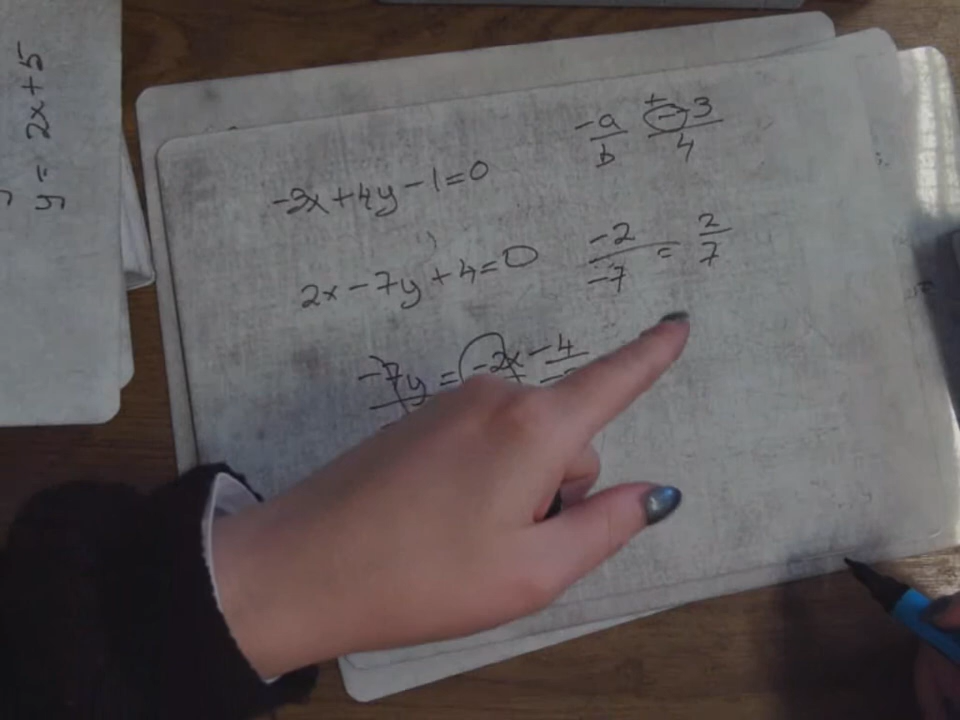 y = 2x + 5
-3x + 4y - 1 = 0
-a/b
+ - -3/4
2x - 7y + 4 = 0
-2/-7 = 2/7
-7y = -2x - 4